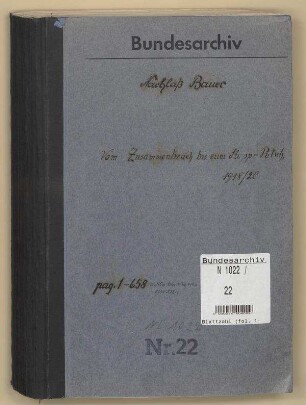 Bundesarchiv
Nachlaß Bauer
Vom Zusammenbruch bis zum Kapp-Putsch
1918/20
Bundesarchiv
N 1022 /
22
pag. 1-658
Nr. 22